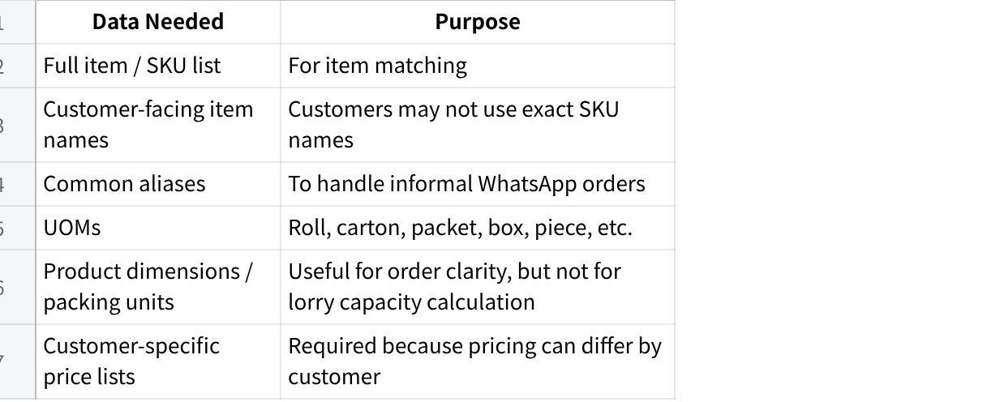 1 Data Needed Purpose
2 Full item / SKU list For item matching
3 Customer-facing item names Customers may not use exact SKU names
4 Common aliases To handle informal WhatsApp orders
5 UOMs Roll, carton, packet, box, piece, etc.
6 Product dimensions / packing units Useful for order clarity, but not for lorry capacity calculation
7 Customer-specific price lists Required because pricing can differ by customer